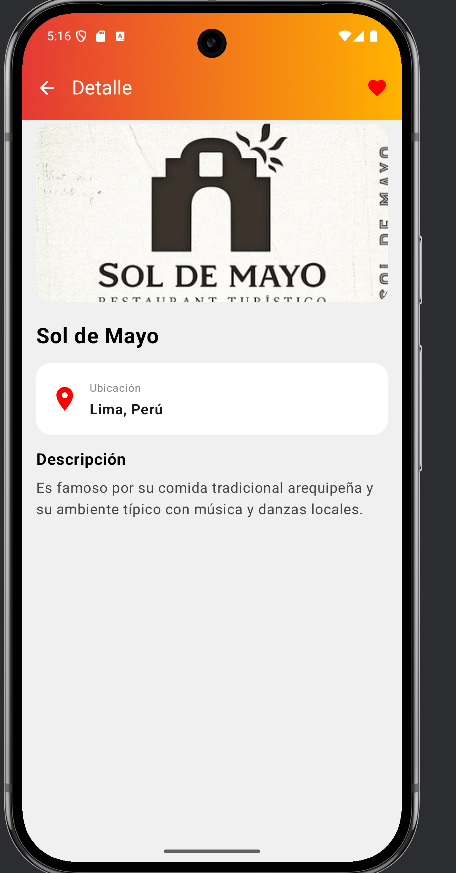 5:16
Detalle
SOL DE MAYO
RESTAURANT TURÍSTICO
SOL DE MAYO
Sol de Mayo
Ubicación
Lima, Perú
Descripción
Es famoso por su comida tradicional arequipeña y
su ambiente típico con música y danzas locales.